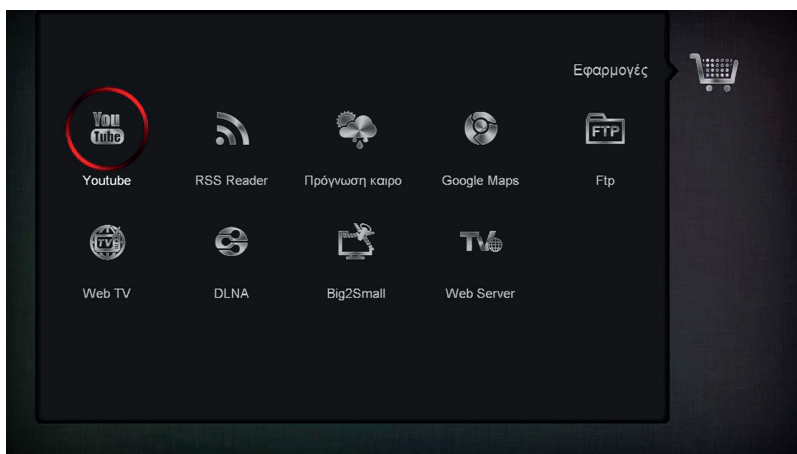 Εφαρμογές
You
Tube
FTP
Youtube
RSS Reader
Πρόγνωση καιρο
Google Maps
Ftp
TV
TV
Web TV
DLNA
Big2Small
Web Server